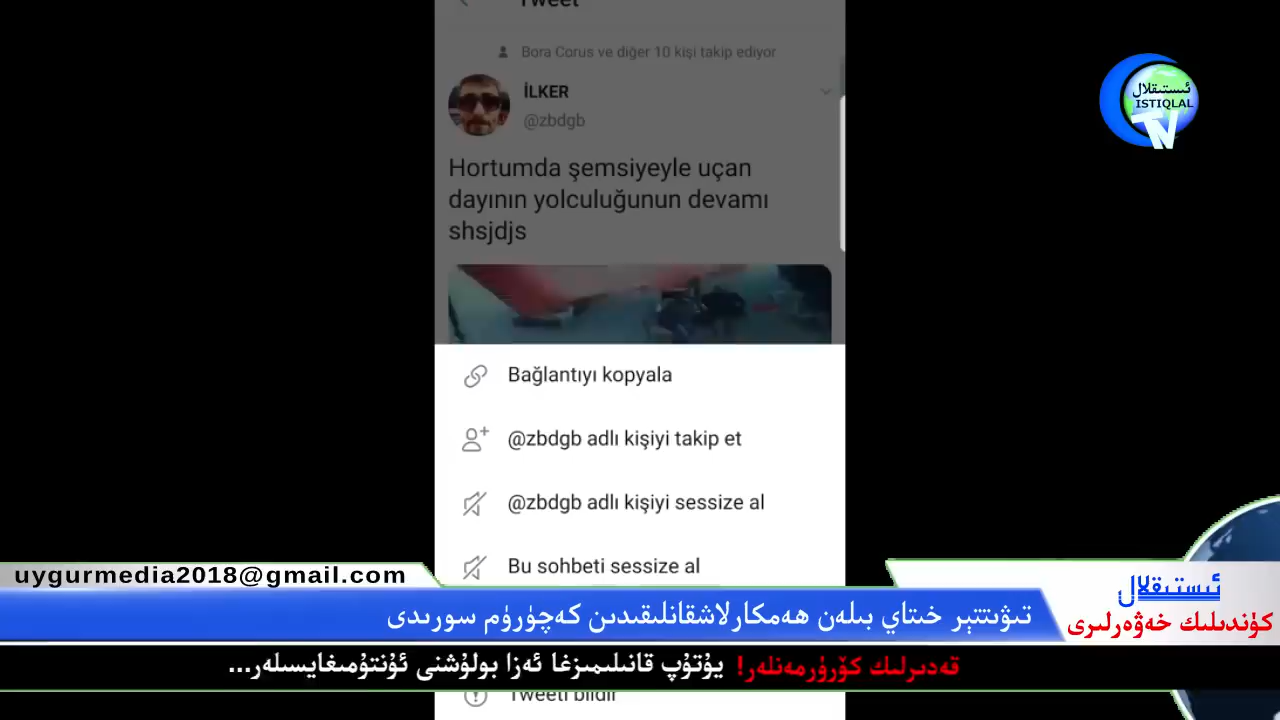 Tweet
Bora Corus ve diğer 10 kişi takip ediyor
İLKER
@zbdgb
Hortumda şemsiyeyle uçan
dayının yolculuğunun devamı
shsjdjs
ئىستىقلال
ISTIQLAL
TV
Bağlantıyı kopyala
@zbdgb adlı kişiyi takip et
@zbdgb adlı kişiyi sessize al
Bu sohbeti sessize al
uygurmedia2018@gmail.com
ئىستىقلال
كۈندىلىك خەۋەرلىرى
تىۋىتتېر خىتاي بىلەن ھەمكارلاشقانلىقىدىن كەچۈرۈم سورىدى
قەدىرلىك كۆرۈرمەنلەر! يۇتۇپ قانىلىمىزغا ئەزا بولۇشنى ئۇنتۇمىغايسىلەر...
Tweeti bildir